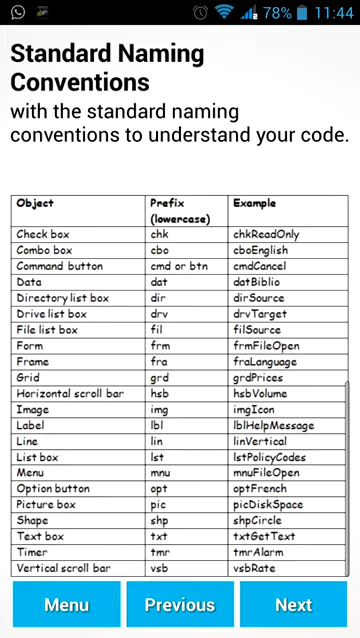 78% 11:44
Standard Naming
Conventions
with the standard naming
conventions to understand your code.
Object Prefix (lowercase) Example
Check box chk chkReadOnly
Combo box cbo cboEnglish
Command button cmd or btn cmdCancel
Data dat datBiblio
Directory list box dir dirSource
Drive list box drv drvTarget
File list box fil filSource
Form frm frmFileOpen
Frame fra fraLanguage
Grid grd grdPrices
Horizontal scroll bar hsb hsbVolume
Image img imgIcon
Label lbl lblHelpMessage
Line lin linVertical
List box lst lstPolicyCodes
Menu mnu mnuFileOpen
Option button opt optFrench
Picture box pic picDiskSpace
Shape shp shpCircle
Text box txt txtGetText
Timer tmr tmrAlarm
Vertical scroll bar vsb vsbRate
Menu Previous Next